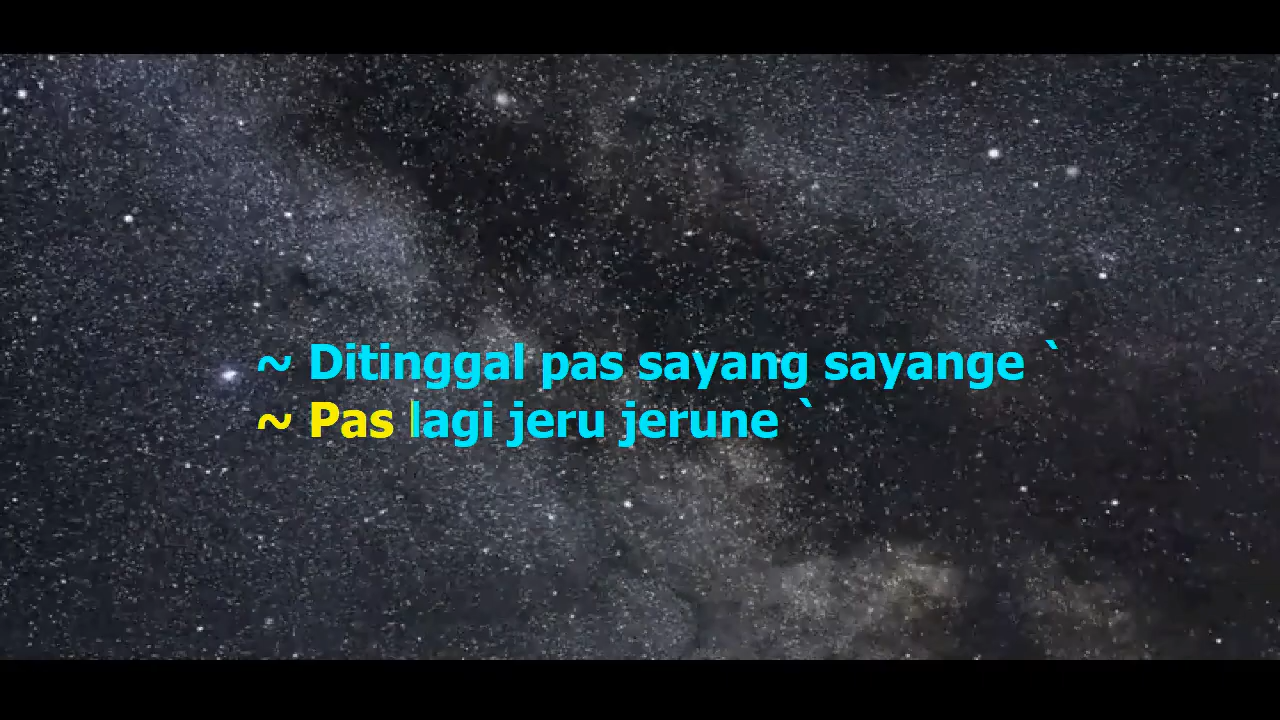 ~ Ditinggal pas sayang sayange `
~ Pas lagi jeru jerune `